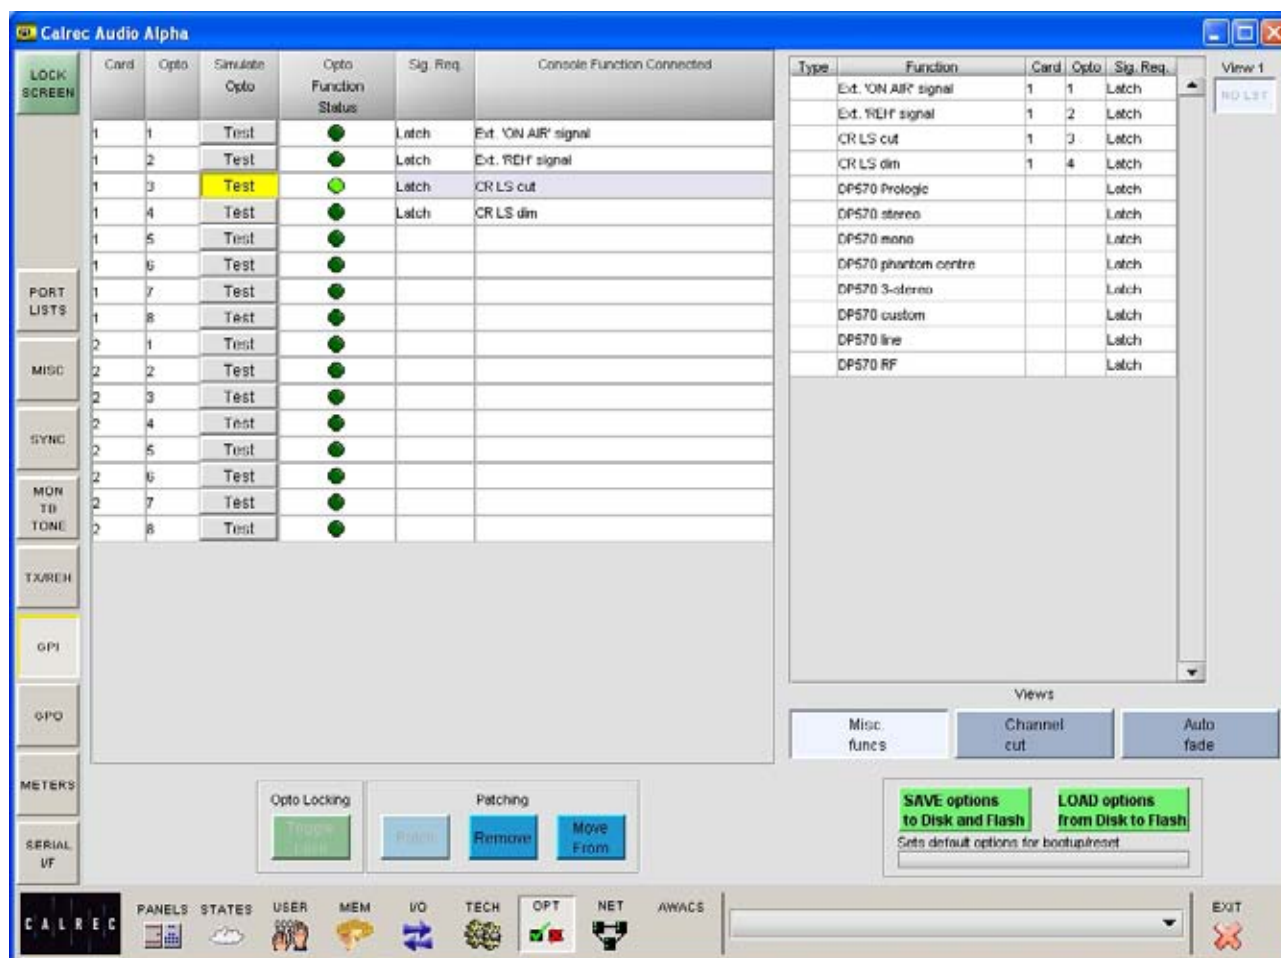 Calrec Audio Alpha
LOCK SCREEN
PORT LISTS
MISC
SYNC
MON TO TONE
TX/REH
GPI
GPO
METERS
SERIAL I/F
Card Opto Simulate Opto Opto Function Status Sig. Req. Console Function Connected
1 1 Test Latch Ext. 'ON AIR' signal
1 2 Test Latch Ext. 'REH' signal
1 3 Test Latch CR LS cut
1 4 Test Latch CR LS dim
1 5 Test
1 6 Test
1 7 Test
1 8 Test
2 1 Test
2 2 Test
2 3 Test
2 4 Test
2 5 Test
2 6 Test
2 7 Test
2 8 Test
Type Function Card Opto Sig. Req.
Ext. 'ON AIR' signal 1 1 Latch
Ext. 'REH' signal 1 2 Latch
CR LS cut 1 3 Latch
CR LS dim 1 4 Latch
DP570 Prologic Latch
DP570 stereo Latch
DP570 mono Latch
DP570 phantom centre Latch
DP570 3-stereo Latch
DP570 custom Latch
DP570 line Latch
DP570 RF Latch
View 1
NO LST
Views
Misc. funcs
Channel cut
Auto fade
Opto Locking
Toggle Lock
Patching
Patch
Remove
Move From
SAVE options to Disk and Flash
LOAD options from Disk to Flash
Sets default options for bootup/reset
CALREC
PANELS STATES USER MEM I/O TECH OPT NET AWACS
EXIT